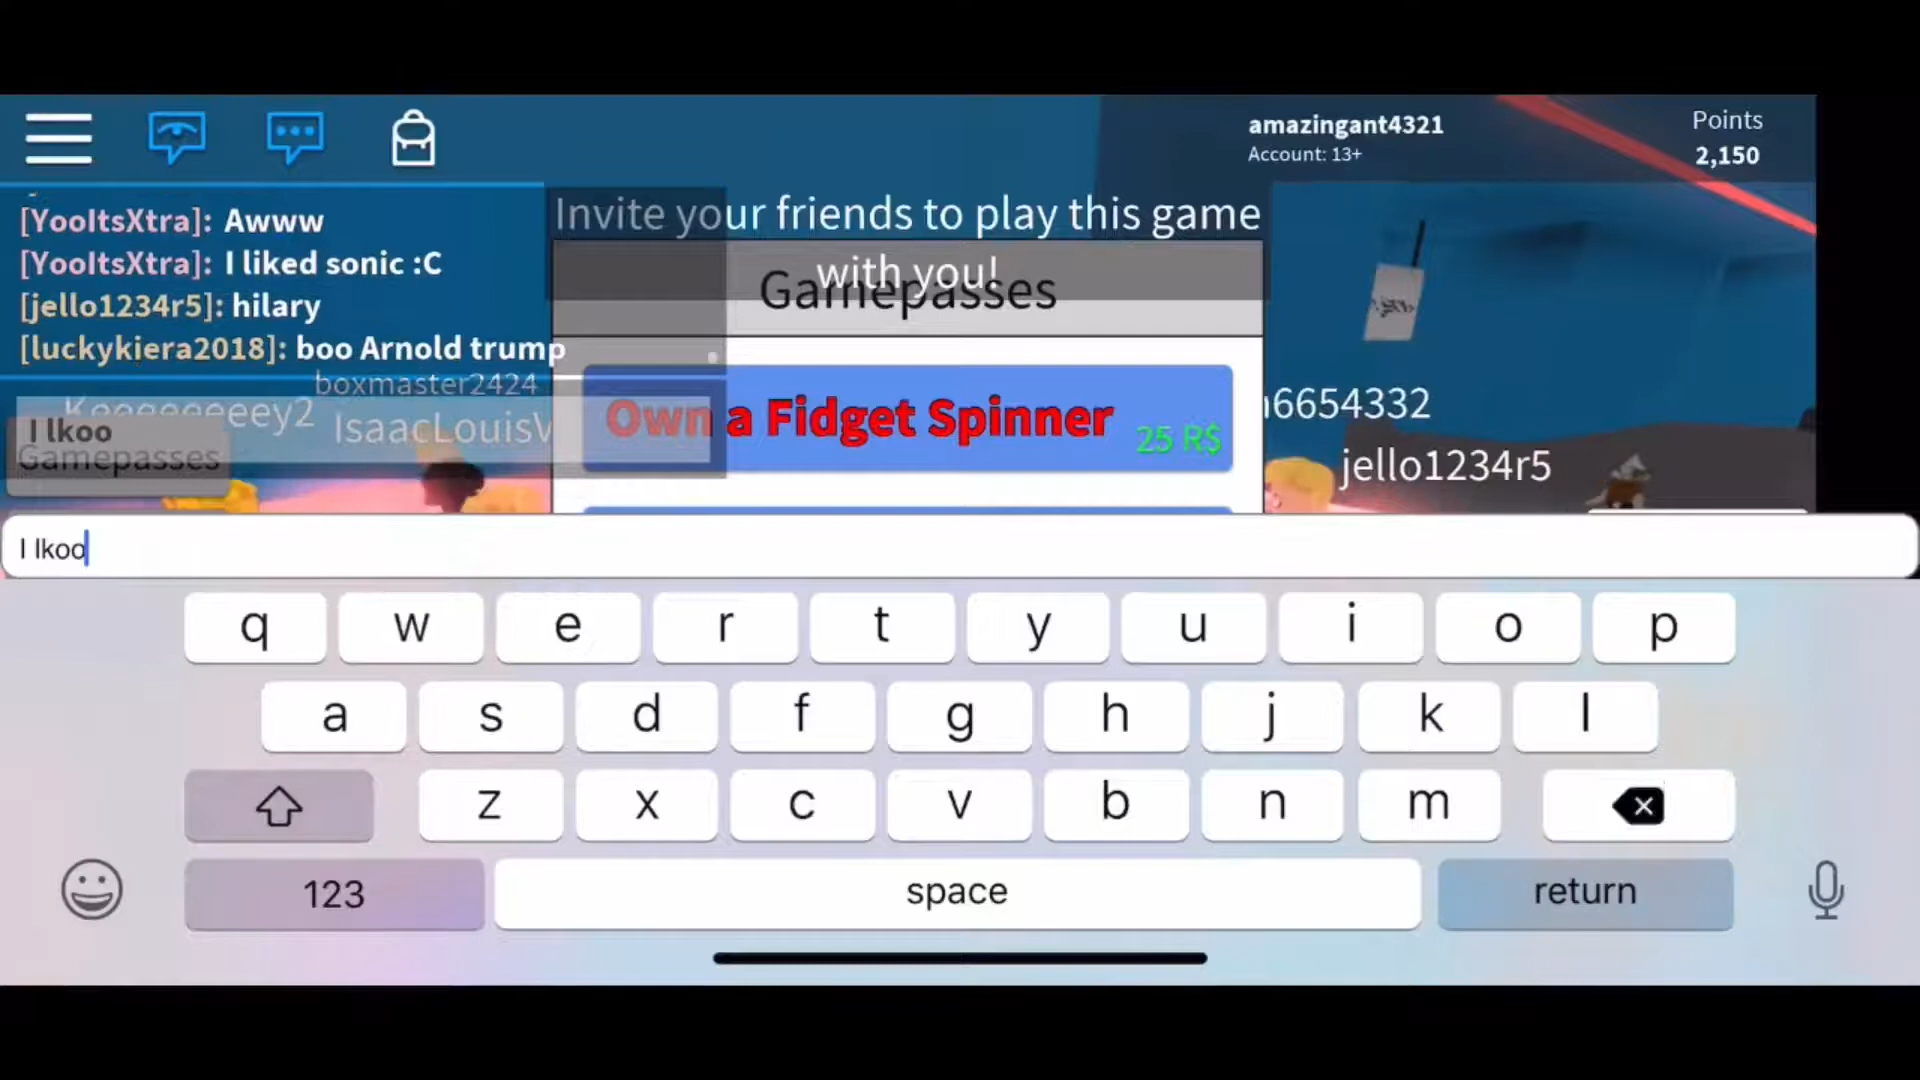 amazingant4321
Account: 13+
Points
2,150
[YooItsXtra]: Awww
[YooItsXtra]: I liked sonic :C
[jello1234r5]: hilary
[luckykiera2018]: boo Arnold trump
Invite your friends to play this game
with you!
Gamepasses
boxmaster2424
IsaacLouisV
I lkoo
Gamepasses
Own a Fidget Spinner
25 R$
6654332
jello1234r5
I lkoo
q w e r t y u i o p
a s d f g h j k l
z x c v b n m
123 space return